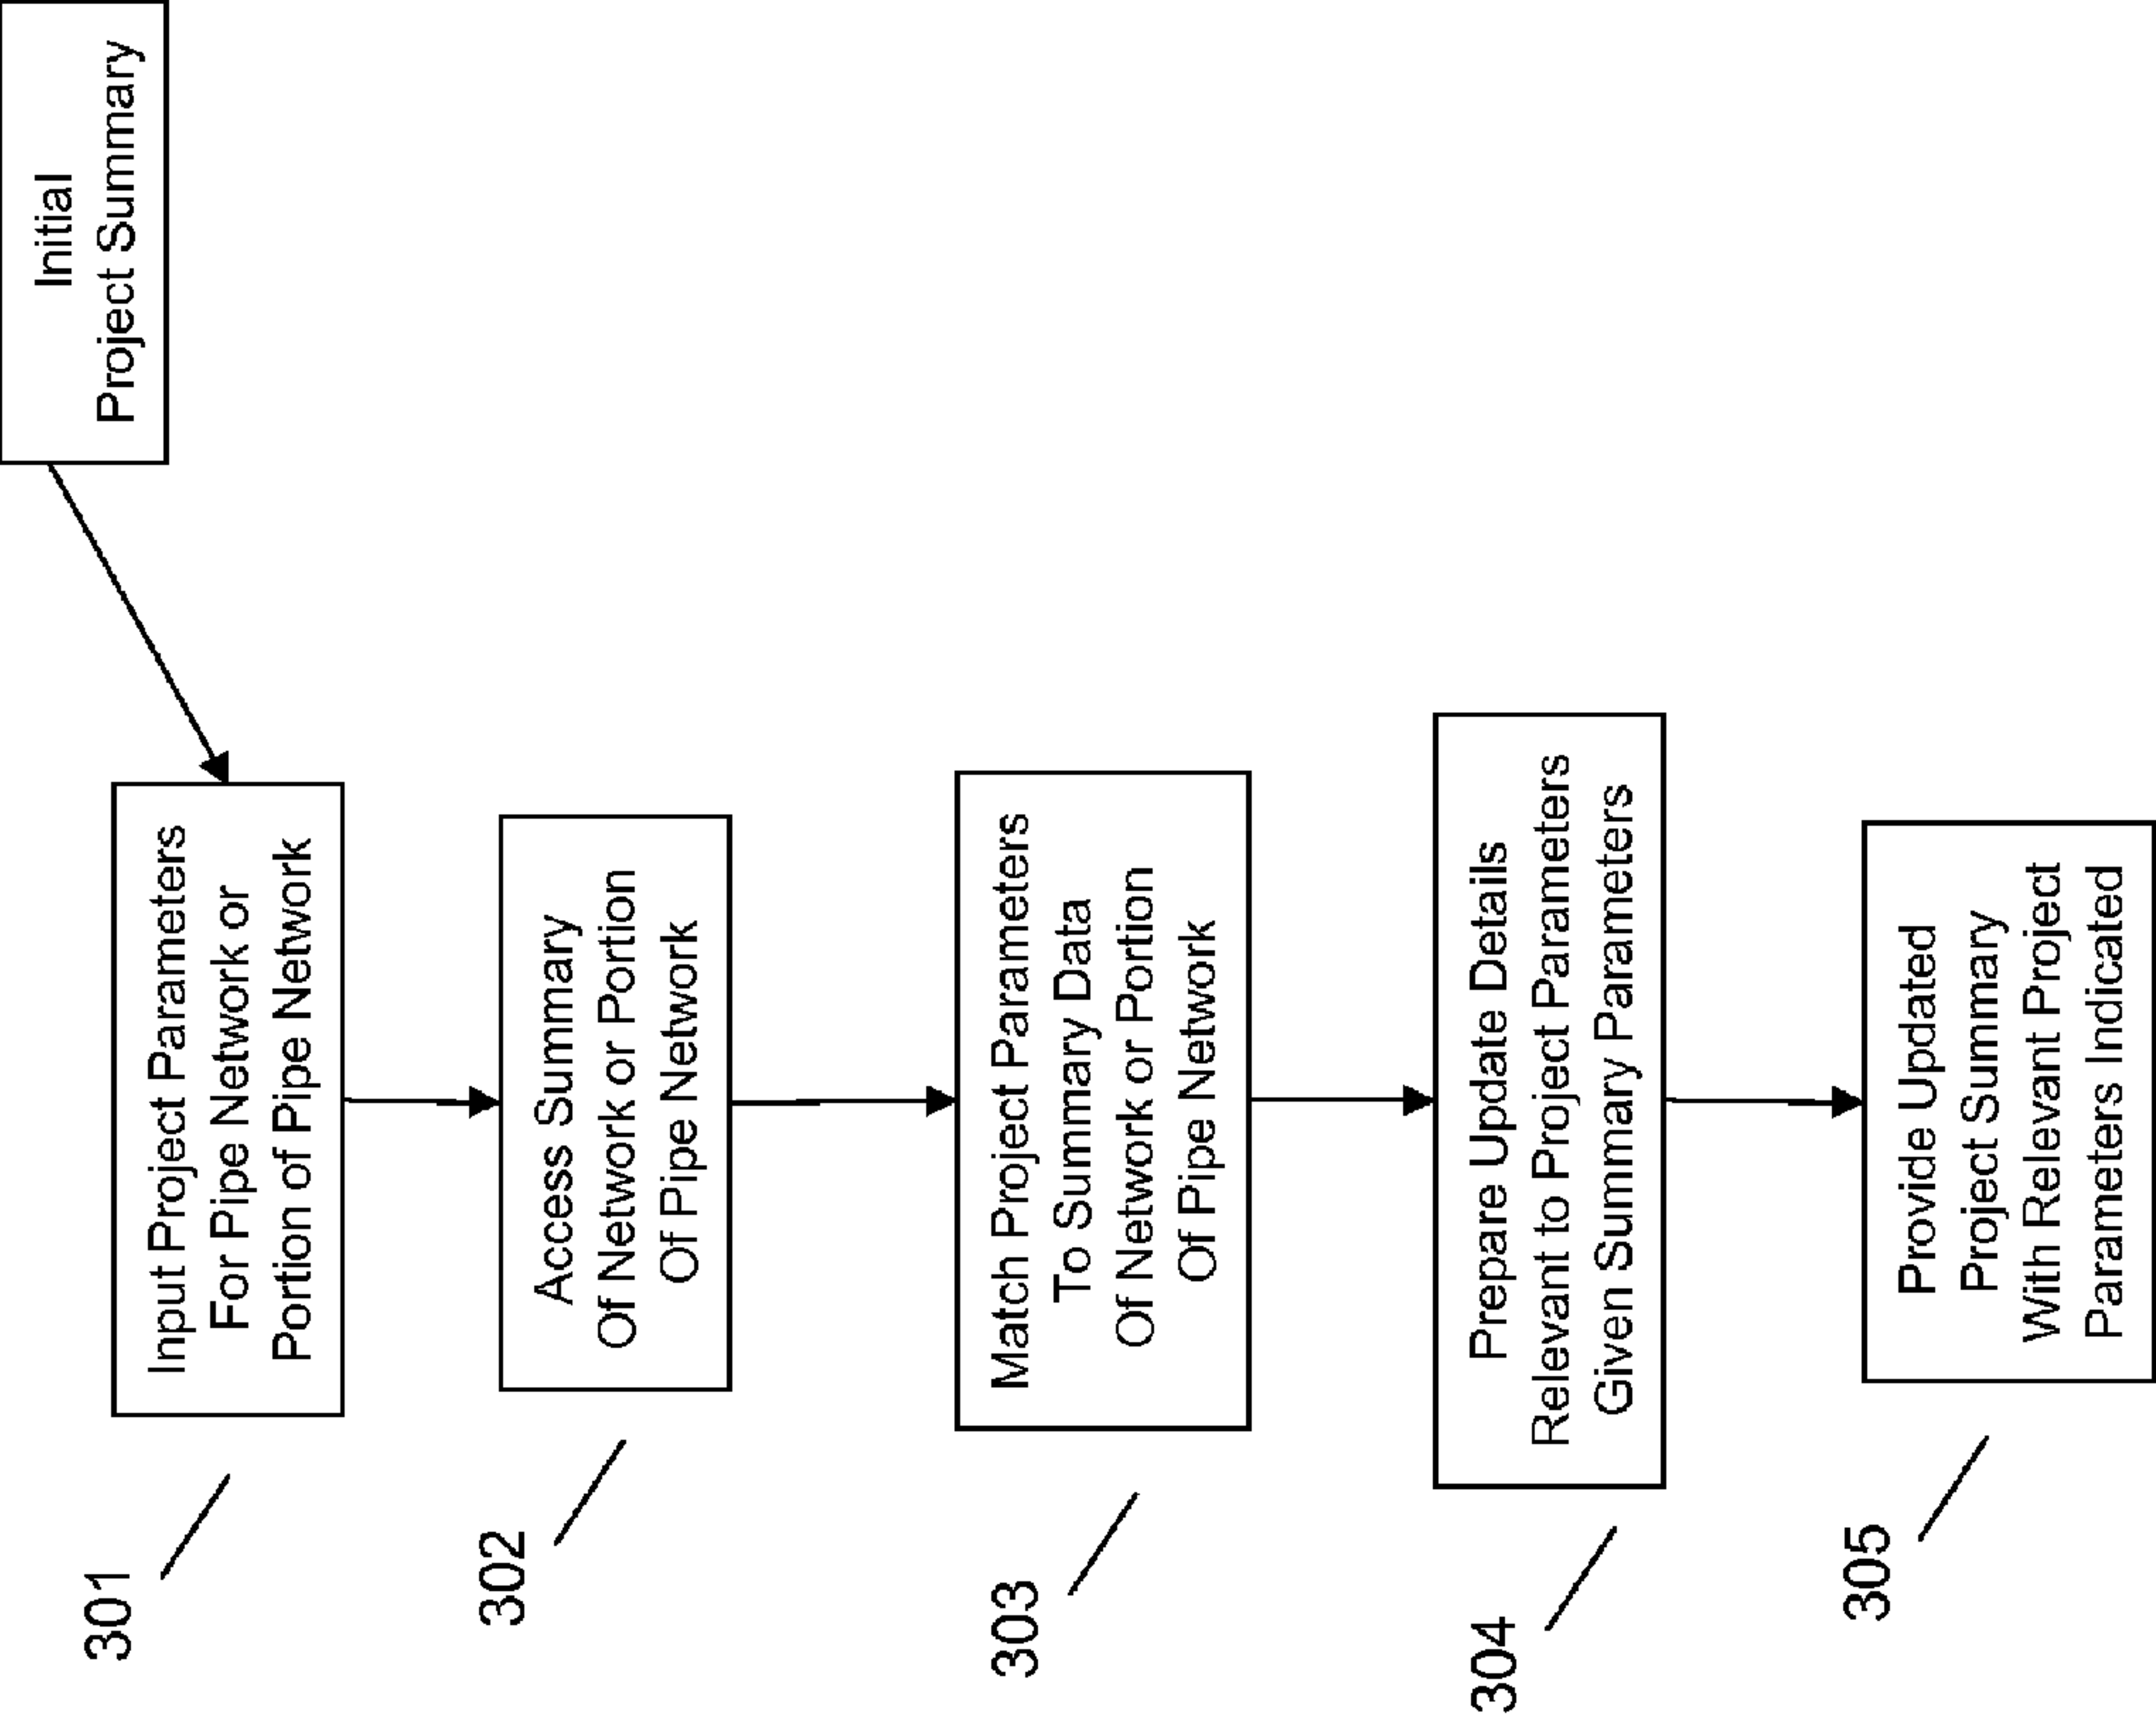 Initial
Project Summary
301
Input Project Parameters
For Pipe Network or
Portion of Pipe Network
302
Access Summary
Of Network or Portion
Of Pipe Network
303
Match Project Parameters
To Summary Data
Of Network or Portion
Of Pipe Network
304
Prepare Update Details
Relevant to Project Parameters
Given Summary Parameters
305
Provide Updated
Project Summary
With Relevant Project
Parameters Indicated